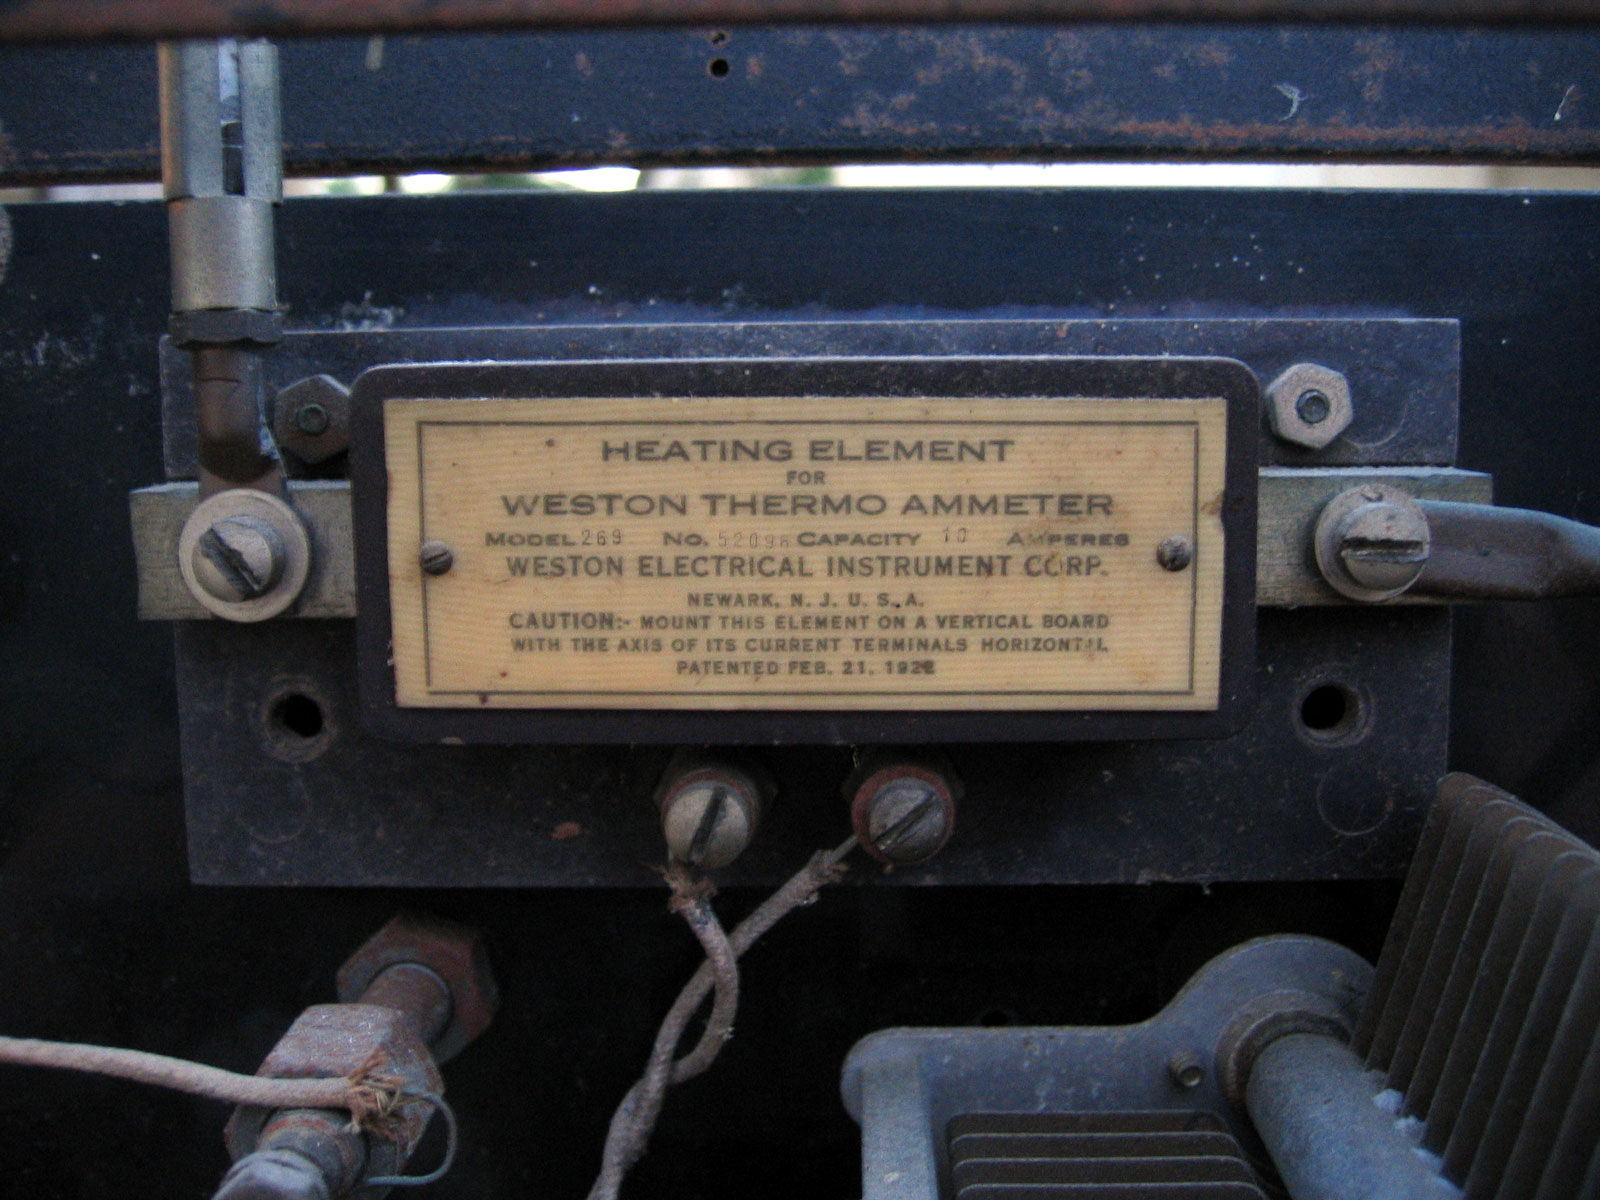 HEATING ELEMENT
FOR
WESTON THERMO AMMETER
MODEL 269 No. CAPACITY 10 AMPERES
WESTON ELECTRICAL INSTRUMENT CORP.
NEWARK, N. J. U. S. A.
CAUTION:- MOUNT THIS ELEMENT ON A VERTICAL BOARD
WITH THE AXIS OF ITS CURRENT TERMINALS HORIZONTAL
PATENTED FEB. 21,